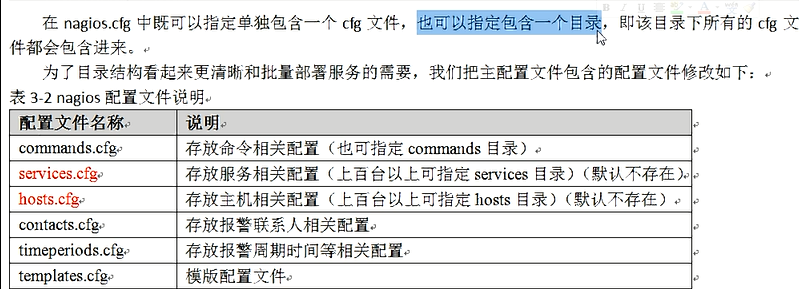 在 nagios.cfg 中既可以指定单独包含一个 cfg 文件，也可以指定包含一个目录，即该目录下所有的 cfg 文
件都会包含进来。
为了目录结构看起来更清晰和批量部署服务的需要，我们把主配置文件包含的配置文件修改如下：
表 3-2 nagios 配置文件说明
配置文件名称 说明
commands.cfg 存放命令相关配置（也可指定 commands 目录）
services.cfg 存放服务相关配置（上百台以上可指定 services 目录）（默认不存在）
hosts.cfg 存放主机相关配置（上百台以上可指定 hosts 目录）（默认不存在）
contacts.cfg 存放报警联系人相关配置
timeperiods.cfg 存放报警周期时间等相关配置
templates.cfg 模版配置文件